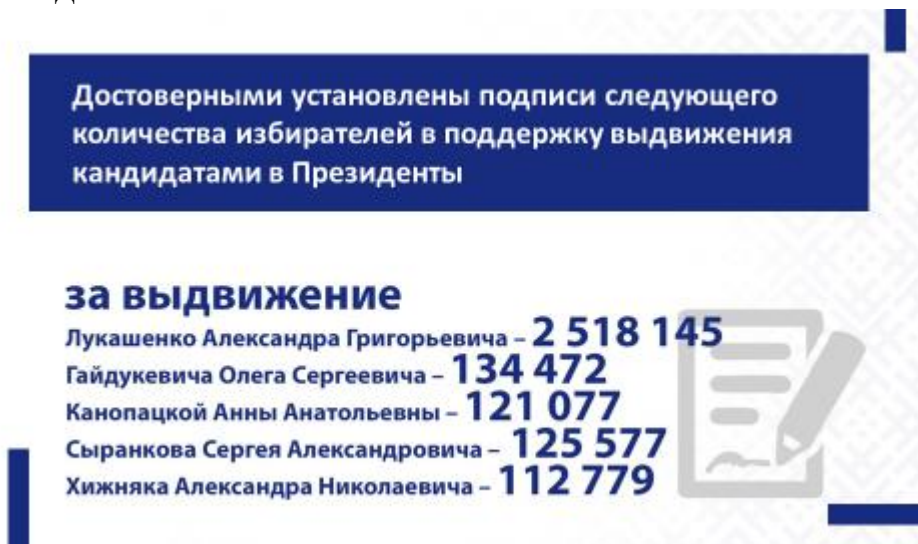 Достоверными установлены подписи следующего
количества избирателей в поддержку выдвижения
кандидатами в Президенты
за выдвижение
Лукашенко Александра Григорьевича – 2 518 145
Гайдукевича Олега Сергеевича – 134 472
Канопацкой Анны Анатольевны – 121 077
Сыранкова Сергея Александровича – 125 577
Хижняка Александра Николаевича – 112 779